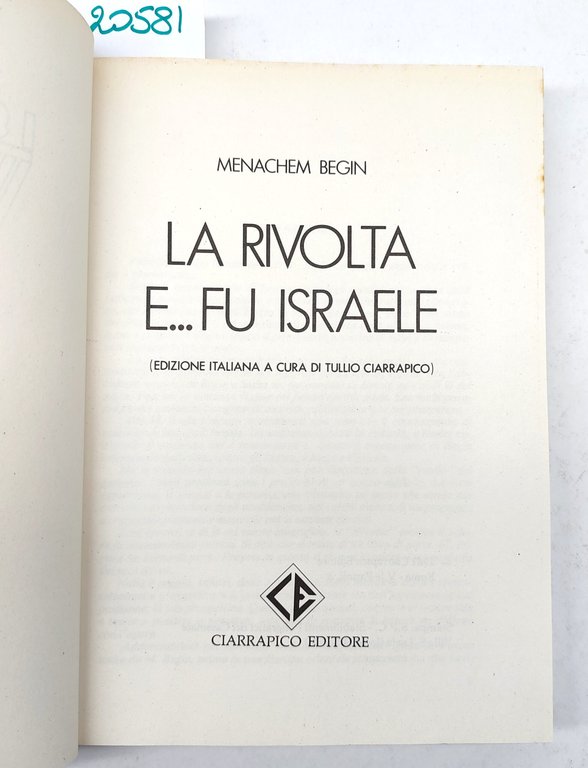 20581
MENACHEM BEGIN
LA RIVOLTA
E... FU ISRAELE
(EDIZIONE ITALIANA A CURA DI TULLIO CIARRAPICO)
CE
CIARRAPICO EDITORE